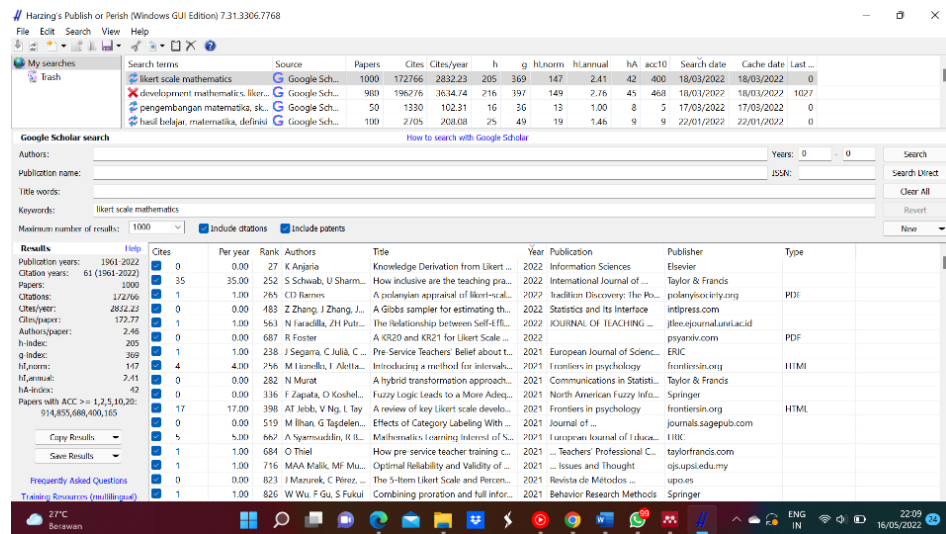 Harzing's Publish or Perish (Windows GUI Edition) 7.31.3306.7768
File Edit Search View Help
My searches
Trash
Search terms Source Papers Cites Cites/year h g hI,norm hI,annual hA acc10 Search date Cache date Last ...
likert scale mathematics Google Sch... 1000 172766 2832.23 205 369 147 2.41 42 400 18/03/2022 18/03/2022 0
development mathematics. liker... Google Sch... 980 196276 3634.74 216 397 149 2.76 45 468 18/03/2022 18/03/2022 1027
pengembangan matematika, sk... Google Sch... 50 1330 102.31 16 36 13 1.00 8 5 17/03/2022 17/03/2022 0
hasil belajar, matematika, definisi Google Sch... 100 2705 208.08 25 49 19 1.46 9 9 22/01/2022 22/01/2022 0
Google Scholar search How to search with Google Scholar
Authors: Years: 0 - 0 Search
Publication name: ISSN: Search Direct
Title words: Clear All
Keywords: likert scale mathematics Revert
Maximum number of results: 1000 Include citations Include patents New
Results Help
Publication years: 1961-2022
Citation years: 61 (1961-2022)
Papers: 1000
Citations: 172766
Cites/year: 2832.23
Cites/paper: 172.77
Authors/paper: 2.46
h-index: 205
g-index: 369
hI,norm: 147
hI,annual: 2.41
hA-index: 42
Papers with ACC >= 1,2,5,10,20:
914,855,688,400,165
Copy Results
Save Results
Frequently Asked Questions
Training Resources (multilingual)
Cites Per year Rank Authors Title Year Publication Publisher Type
0 0.00 27 K Anjaria Knowledge Derivation from Likert ... 2022 Information Sciences Elsevier
35 35.00 252 S Schwab, U Sharm... How inclusive are the teaching pra... 2022 International Journal of ... Taylor & Francis
1 1.00 265 CD Barnes A polanyian appraisal of likert-scal... 2022 Tradition Discovery: The Po... polanyisociety.org PDF
0 0.00 483 Z Zhang, J Zhang, J... A Gibbs sampler for estimating th... 2022 Statistics and Its Interface intlpress.com
1 1.00 563 N Faradilla, ZH Putr... The Relationship between Self-Effi... 2022 JOURNAL OF TEACHING ... jtlee.ejournal.unri.ac.id
0 0.00 687 R Foster A KR20 and KR21 for Likert Scale ... 2022 psyarxiv.com PDF
1 1.00 238 J Segarra, C Julià, C ... Pre-Service Teachers' Belief about t... 2021 European Journal of Scienc... ERIC
4 4.00 256 M Lionello, F Aletta... Introducing a method for intervals... 2021 Frontiers in psychology frontiersin.org HTML
0 0.00 282 N Murat A hybrid transformation approach... 2021 Communications in Statisti... Taylor & Francis
0 0.00 336 F Zapata, O Koshel... Fuzzy Logic Leads to a More Adeq... 2021 North American Fuzzy Info... Springer
17 17.00 398 AT Jebb, V Ng, L Tay A review of key Likert scale develo... 2021 Frontiers in psychology frontiersin.org HTML
0 0.00 519 M İlhan, G Taşdelen... Effects of Category Labeling With ... 2021 Journal of ... journals.sagepub.com
5 5.00 662 A Syamsuddin, R B... Mathematics Learning Interest of S... 2021 European Journal of Educa... ERIC
1 1.00 684 O Thiel How pre-service teacher training c... 2021 ... Teachers' Professional C... taylorfrancis.com
1 1.00 716 MAA Malik, MF Mu... Optimal Reliability and Validity of ... 2021 ... Issues and Thought ojs.upsi.edu.my
0 0.00 823 J Mazurek, C Pérez, ... The 5-Item Likert Scale and Percen... 2021 Revista de Métodos ... upo.es
1 1.00 826 W Wu, F Gu, S Fukui Combining proration and full infor... 2021 Behavior Research Methods Springer
27°C
Berawan
99
ENG
IN
22:09
16/05/2022
24